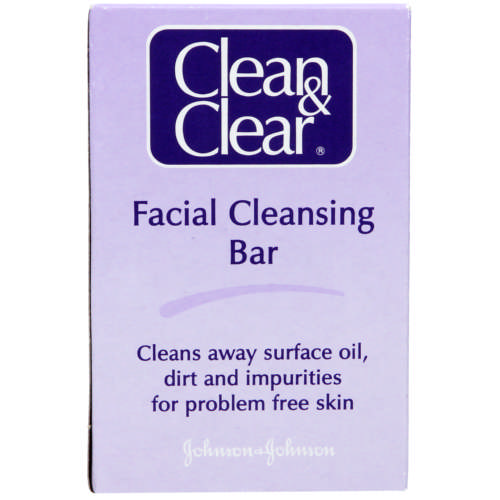 Clean
&
Clear®
Facial Cleansing
Bar
Cleans away surface oil,
dirt and impurities
for problem free skin
Johnson & Johnson